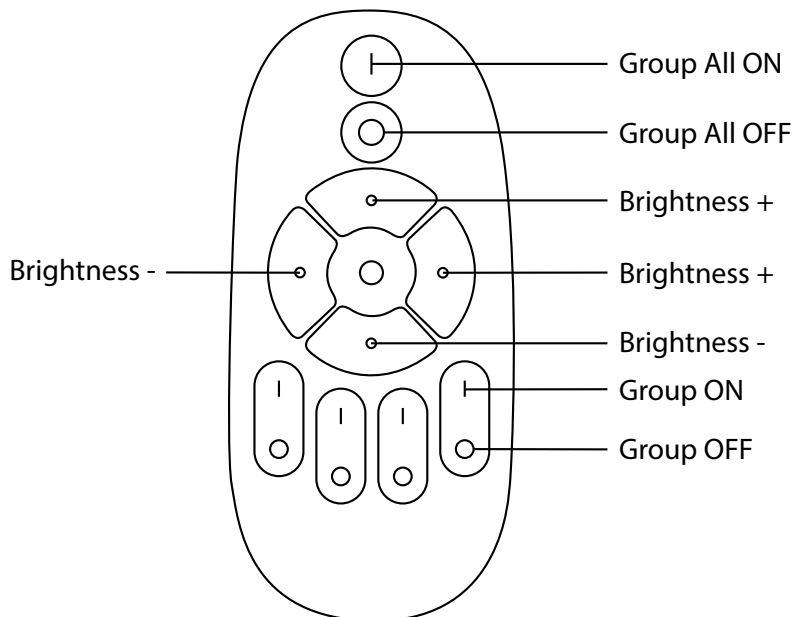 Group All ON
Group All OFF
Brightness +
Brightness -
Brightness +
Brightness -
Group ON
Group OFF